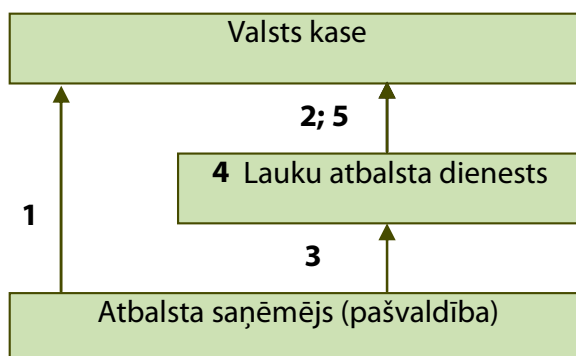 Valsts kase
2; 5
4 Lauku atbalsta dienests
1
3
Atbalsta saņēmējs (pašvaldība)